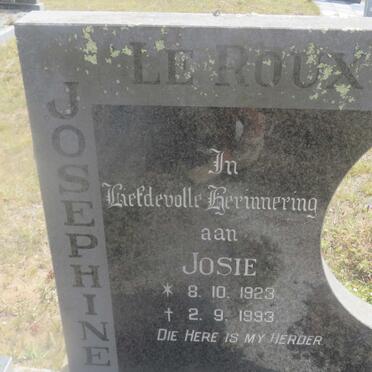 LE ROUX
JOSEPHINE
In
Liefdevolle Herinnering
aan
JOSIE
* 8. 10. 1923
† 2. 9. 1993
DIE HERE IS MY HERDER